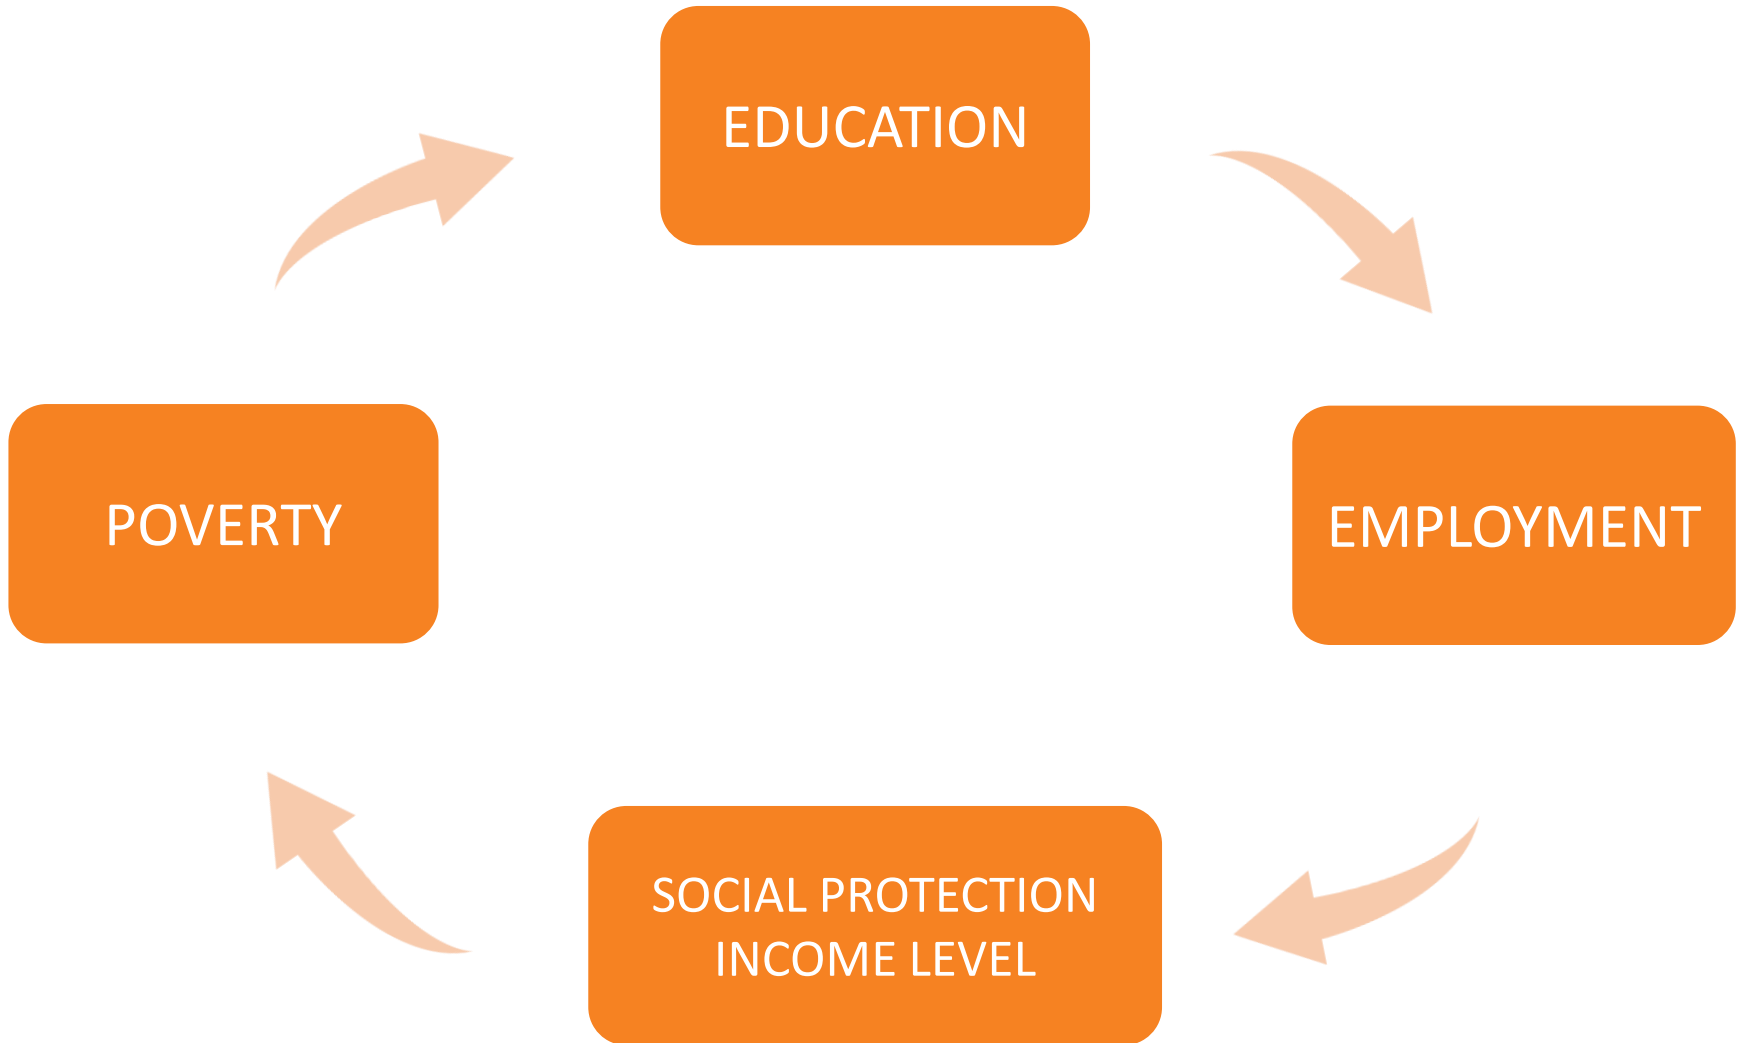 EDUCATION
POVERTY
EMPLOYMENT
SOCIAL PROTECTION
INCOME LEVEL